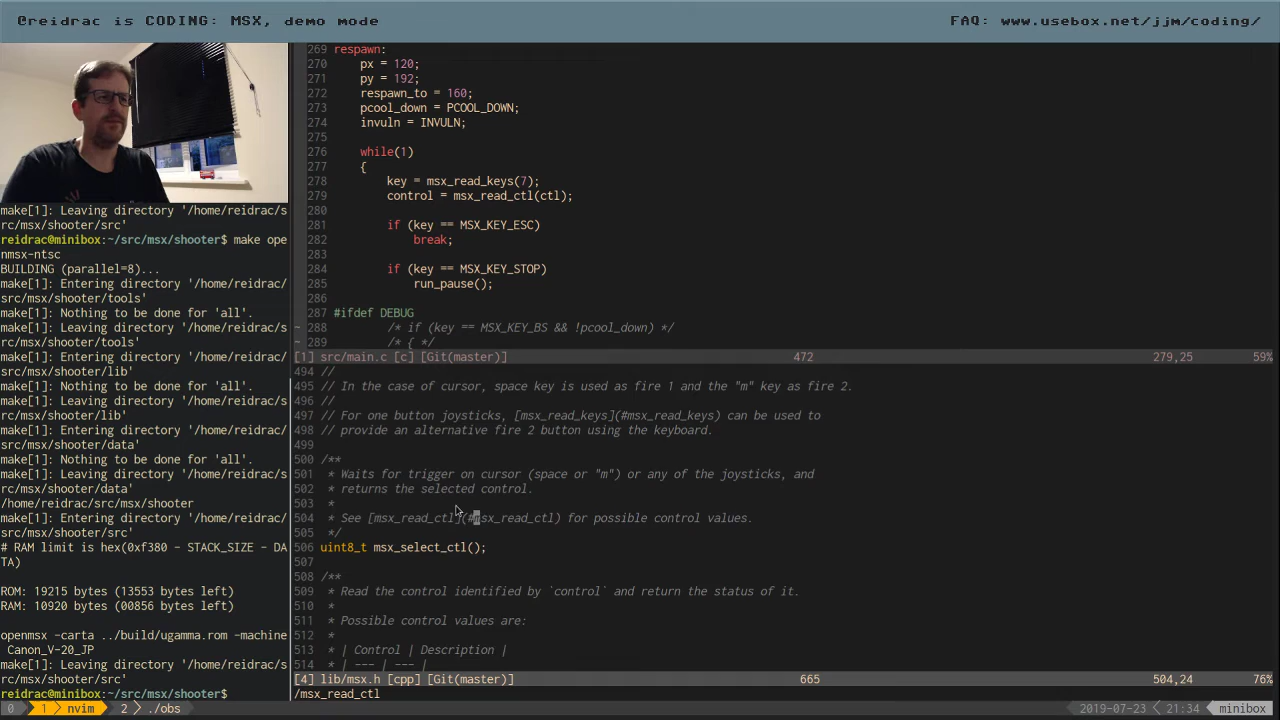 @reidrac is CODING: MSX, demo mode
FAQ: www.usebox.net/jjm/coding/
make[1]: Leaving directory '/home/reidrac/s
rc/msx/shooter/src'
reidrac@minibox:~/src/msx/shooter$ make ope
nmsx-ntsc
BUILDING (parallel=8)...
make[1]: Entering directory '/home/reidrac/
src/msx/shooter/tools'
make[1]: Nothing to be done for 'all'.
make[1]: Leaving directory '/home/reidrac/s
rc/msx/shooter/tools'
make[1]: Entering directory '/home/reidrac/
src/msx/shooter/lib'
make[1]: Nothing to be done for 'all'.
make[1]: Leaving directory '/home/reidrac/s
rc/msx/shooter/lib'
make[1]: Entering directory '/home/reidrac/
src/msx/shooter/data'
make[1]: Nothing to be done for 'all'.
make[1]: Leaving directory '/home/reidrac/s
rc/msx/shooter/data'
/home/reidrac/src/msx/shooter
make[1]: Entering directory '/home/reidrac/
src/msx/shooter/src'
# RAM limit is hex(0xf380 - STACK_SIZE - DA
TA)
ROM: 19215 bytes (13553 bytes left)
RAM: 10920 bytes (00856 bytes left)
openmsx -carta ../build/ugamma.rom -machine
Canon_V-20_JP
make[1]: Leaving directory '/home/reidrac/s
rc/msx/shooter/src'
reidrac@minibox:~/src/msx/shooter$
269 respawn:
270 px = 120;
271 py = 192;
272 respawn_to = 160;
273 pcool_down = PCOOL_DOWN;
274 invuln = INVULN;
275
276 while(1)
277 {
278 key = msx_read_keys(7);
279 control = msx_read_ctl(ctl);
280
281 if (key == MSX_KEY_ESC)
282 break;
283
284 if (key == MSX_KEY_STOP)
285 run_pause();
286
287 #ifdef DEBUG
~ 288 /* if (key == MSX_KEY_BS && !pcool_down) */
~ 289 /* { */
[1] src/main.c [c] [Git(master)] 472 279,25 59%
494 //
495 // In the case of cursor, space key is used as fire 1 and the "m" key as fire 2.
496 //
497 // For one button joysticks, [msx_read_keys](#msx_read_keys) can be used to
498 // provide an alternative fire 2 button using the keyboard.
499
500 /**
501 * Waits for trigger on cursor (space or "m") or any of the joysticks, and
502 * returns the selected control.
503 *
504 * See [msx_read_ctl](#msx_read_ctl) for possible control values.
505 */
506 uint8_t msx_select_ctl();
507
508 /**
509 * Read the control identified by `control` and return the status of it.
510 *
511 * Possible control values are:
512 *
513 * | Control | Description |
514 * | --- | --- |
[4] lib/msx.h [cpp] [Git(master)] 665 504,24 76%
/msx_read_ctl
0 1 nvim 2 ./obs 2019-07-23 21:34 minibox